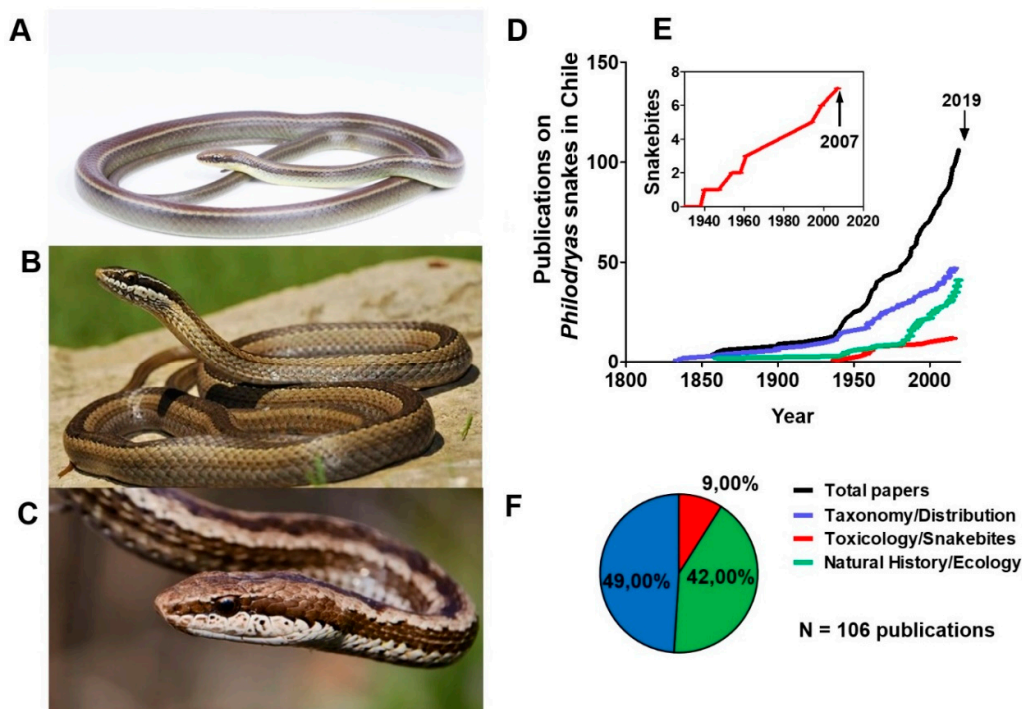 A
B
C
D
E
150
100
50
0
1800
1850
1900
1950
2000
Publications on
Philodryas snakes in Chile
Year
2019
8
6
4
2
0
1940
1960
1980
2000
2020
Snakebites
2007
F
9,00%
49,00%
42,00%
Total papers
Taxonomy/Distribution
Toxicology/Snakebites
Natural History/Ecology
N = 106 publications